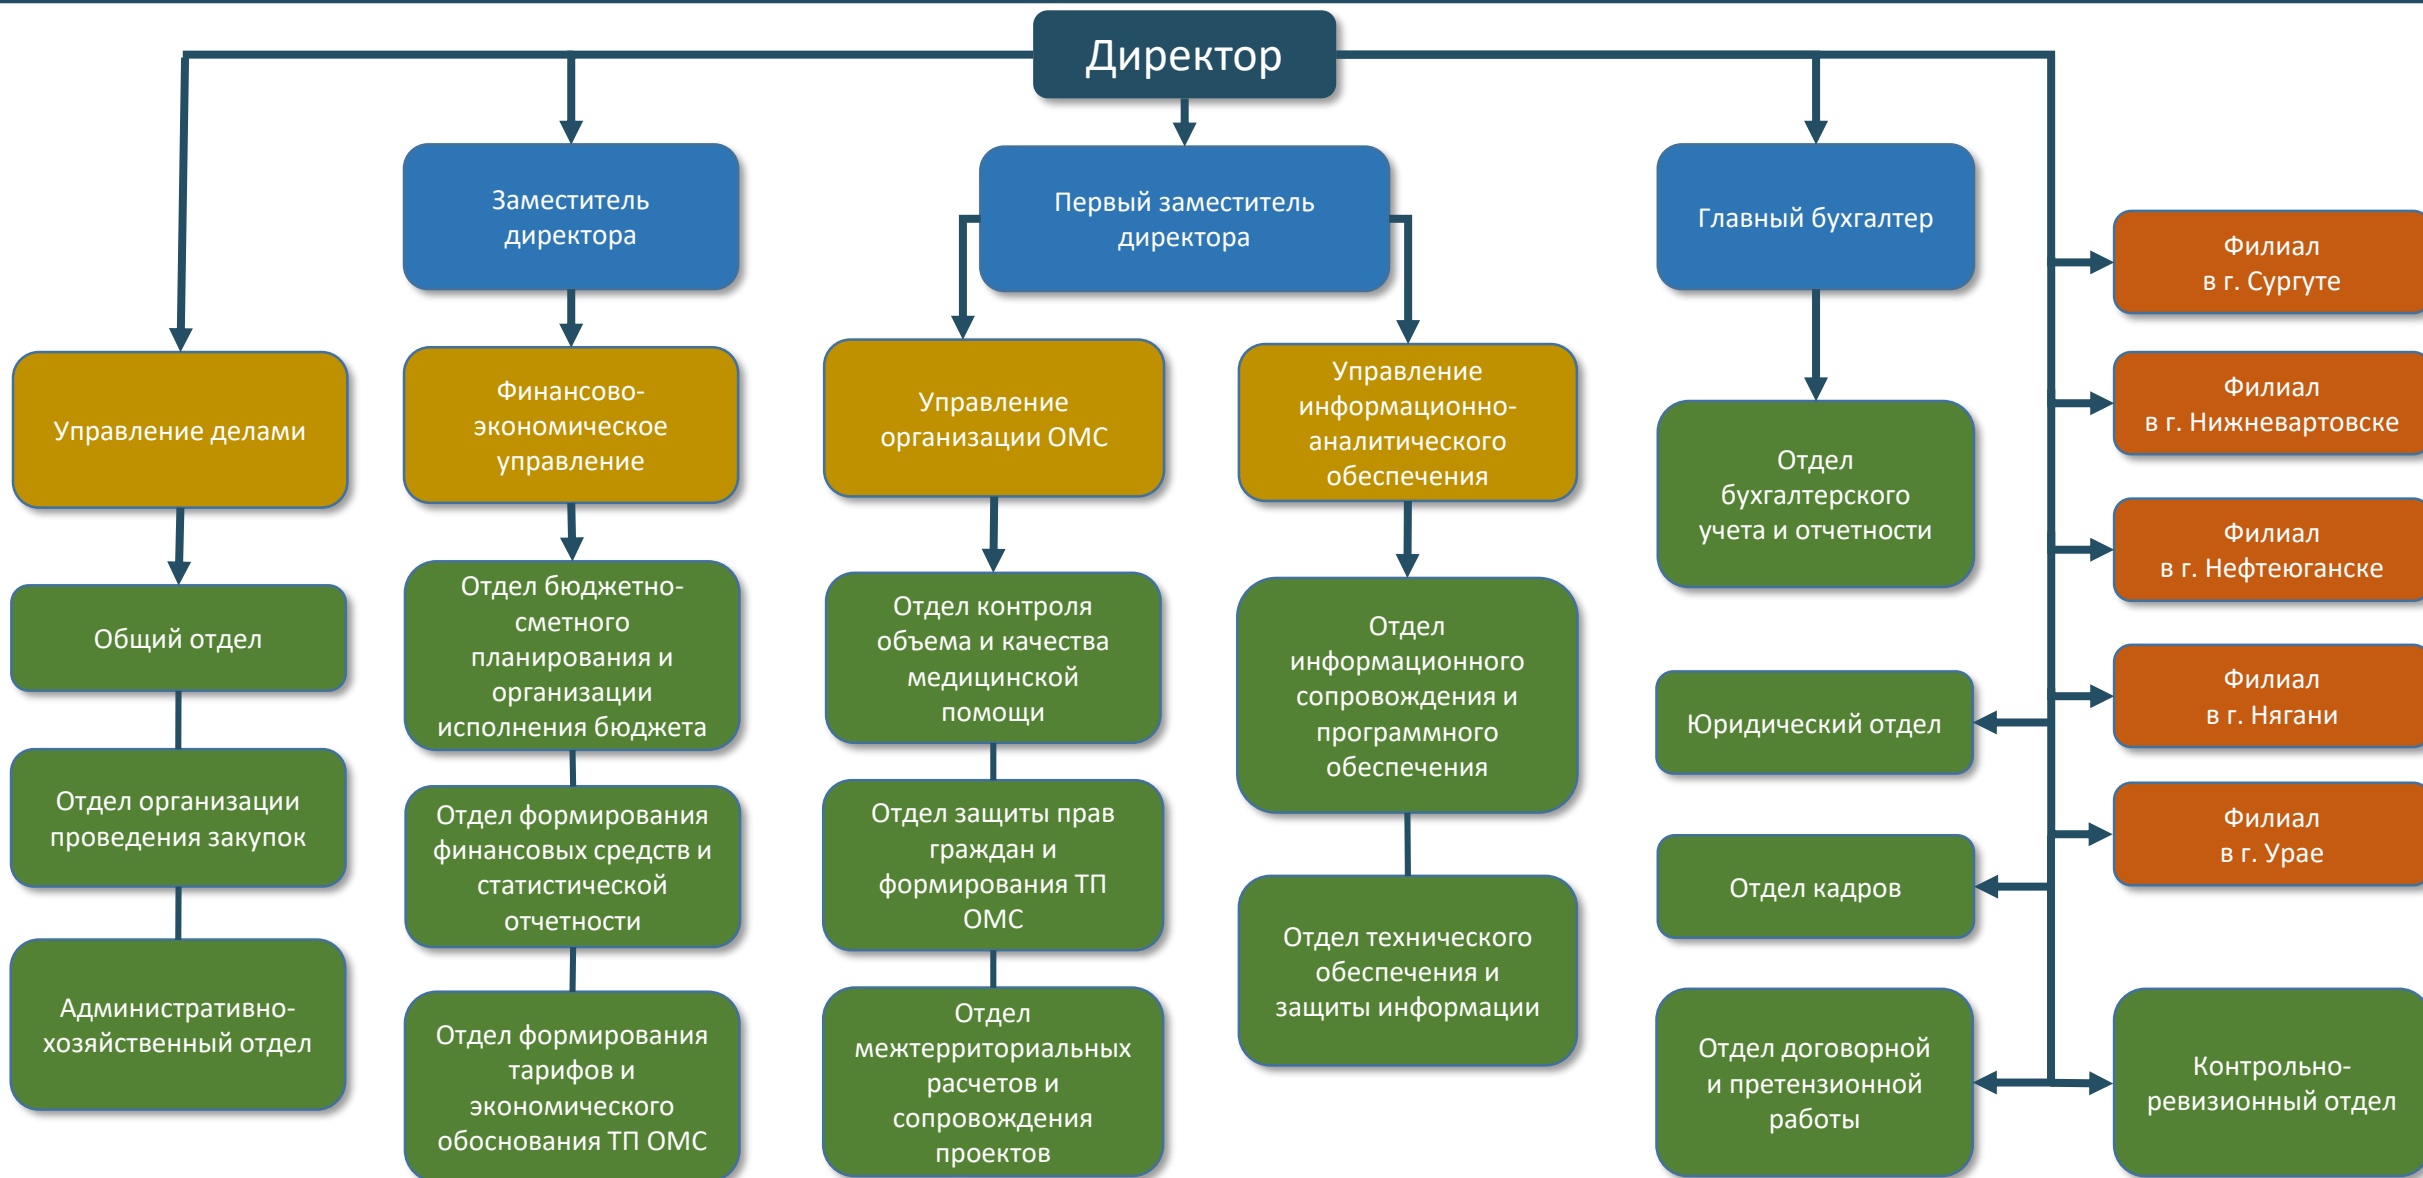 Директор
Заместитель
директора
Первый заместитель
директора
Главный бухгалтер
Филиал
в г. Сургуте
Управление делами
Финансово-
экономическое
управление
Управление
организации ОМС
Управление
информационно-
аналитического
обеспечения
Отдел
бухгалтерского
учета и отчетности
Филиал
в г. Нижневартовске
Филиал
в г. Нефтеюганске
Общий отдел
Отдел бюджетно-
сметного
планирования и
организации
исполнения бюджета
Отдел контроля
объема и качества
медицинской
помощи
Отдел
информационного
сопровождения и
программного
обеспечения
Юридический отдел
Филиал
в г. Нягани
Отдел организации
проведения закупок
Отдел формирования
финансовых средств и
статистической
отчетности
Отдел защиты прав
граждан и
формирования ТП
ОМС
Отдел технического
обеспечения и
защиты информации
Отдел кадров
Филиал
в г. Урае
Административно-
хозяйственный отдел
Отдел формирования
тарифов и
экономического
обоснования ТП ОМС
Отдел
межтерриториальных
расчетов и
сопровождения
проектов
Отдел договорной
и претензионной
работы
Контрольно-
ревизионный отдел